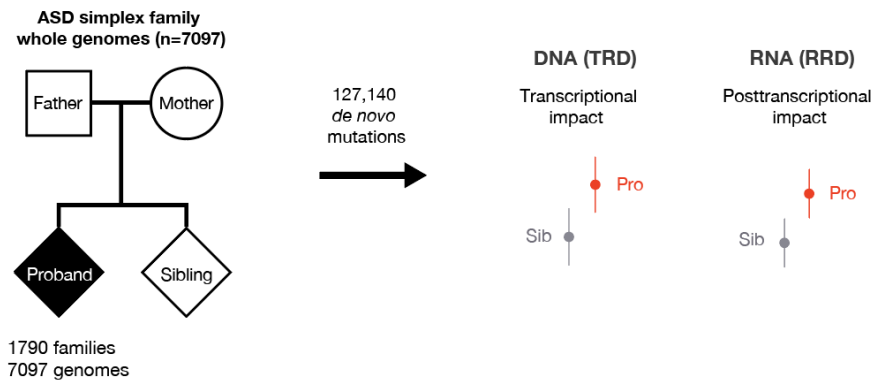 ASD simplex family
whole genomes (n=7097)
Father
Mother
Proband
Sibling
1790 families
7097 genomes
127,140
de novo
mutations
DNA (TRD)
Transcriptional
impact
Pro
Sib
RNA (RRD)
Posttranscriptional
impact
Pro
Sib